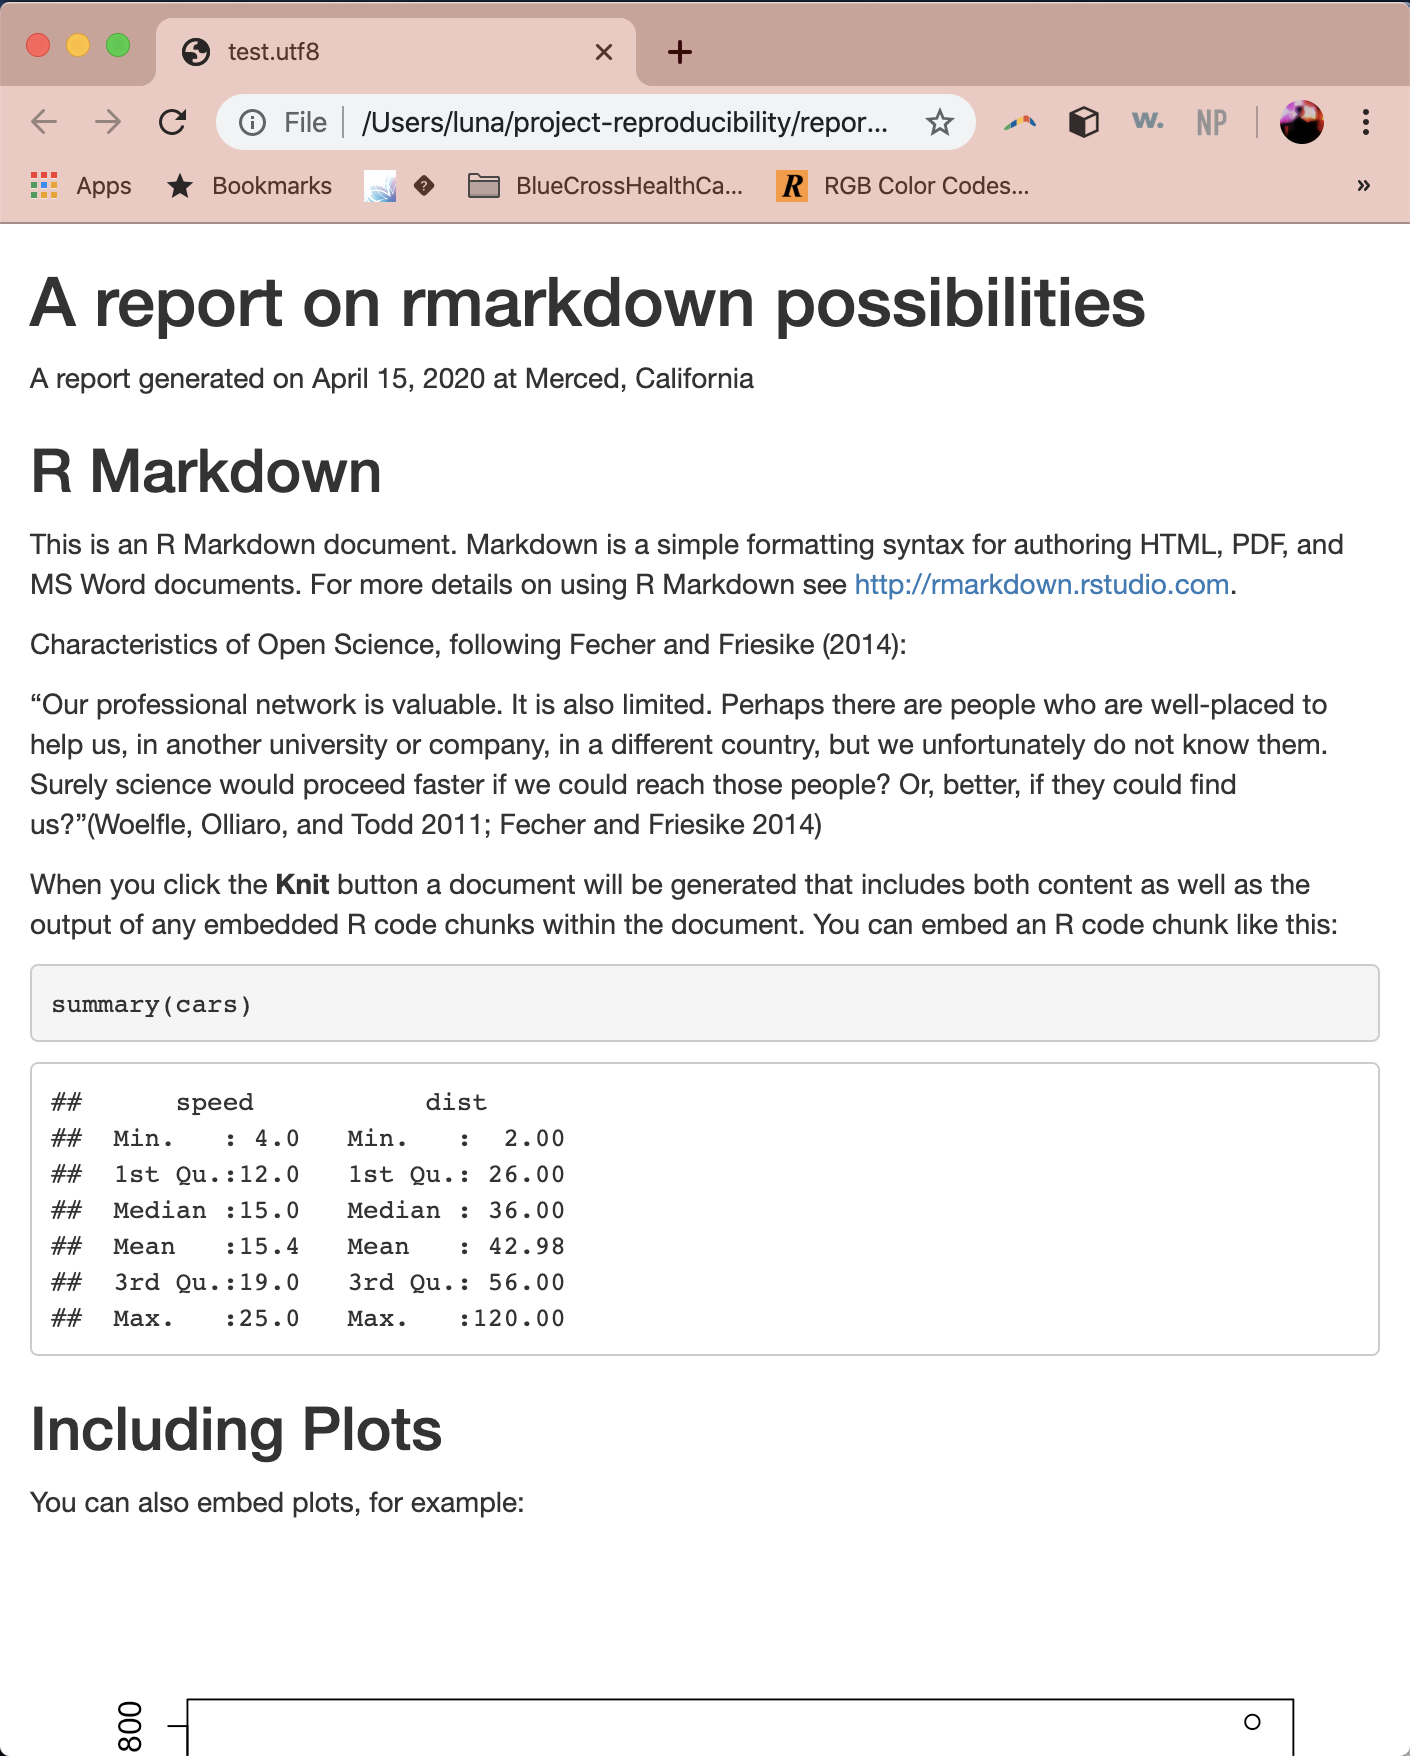 test.utf8
File /Users/luna/project-reproducibility/repor...
w. NP
Apps Bookmarks BlueCrossHealthCa... R RGB Color Codes... »
A report on rmarkdown possibilities
A report generated on April 15, 2020 at Merced, California
R Markdown
This is an R Markdown document. Markdown is a simple formatting syntax for authoring HTML, PDF, and
MS Word documents. For more details on using R Markdown see http://rmarkdown.rstudio.com.
Characteristics of Open Science, following Fecher and Friesike (2014):
“Our professional network is valuable. It is also limited. Perhaps there are people who are well-placed to
help us, in another university or company, in a different country, but we unfortunately do not know them.
Surely science would proceed faster if we could reach those people? Or, better, if they could find
us?”(Woelfle, Olliaro, and Todd 2011; Fecher and Friesike 2014)
When you click the Knit button a document will be generated that includes both content as well as the
output of any embedded R code chunks within the document. You can embed an R code chunk like this:
summary(cars)
##      speed           dist
##  Min.   : 4.0   Min.   :  2.00
##  1st Qu.:12.0   1st Qu.: 26.00
##  Median :15.0   Median : 36.00
##  Mean   :15.4   Mean   : 42.98
##  3rd Qu.:19.0   3rd Qu.: 56.00
##  Max.   :25.0   Max.   :120.00
Including Plots
You can also embed plots, for example:
800